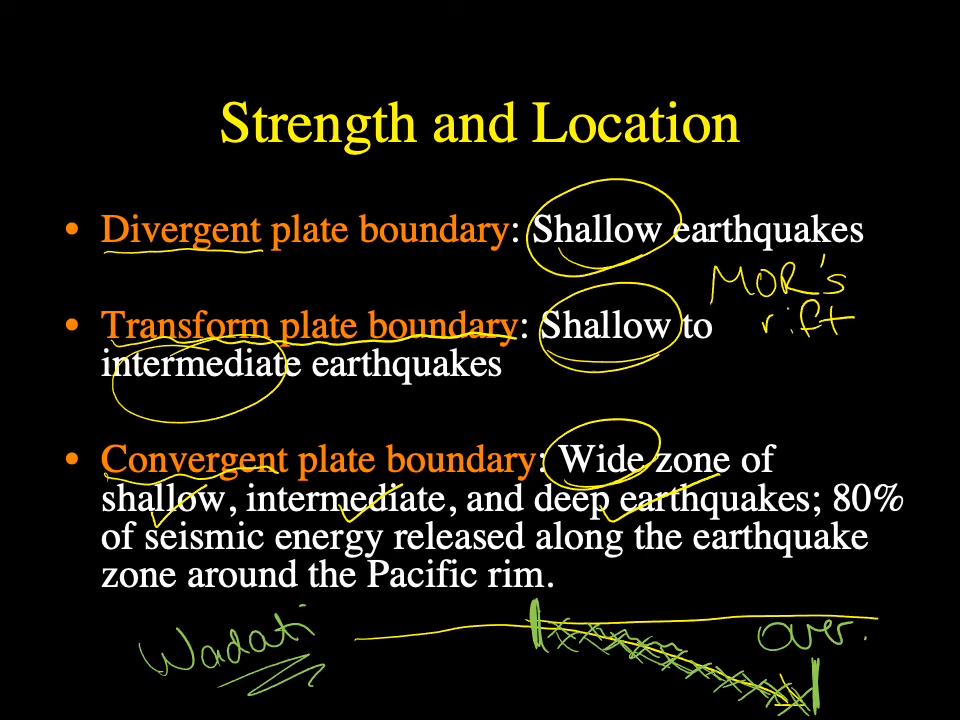 Strength and Location
• Divergent plate boundary: Shallow earthquakes
MOR's
rift
• Transform plate boundary: Shallow to
intermediate earthquakes
• Convergent plate boundary: Wide zone of
shallow, intermediate, and deep earthquakes; 80%
of seismic energy released along the earthquake
zone around the Pacific rim.
Wadati
over.